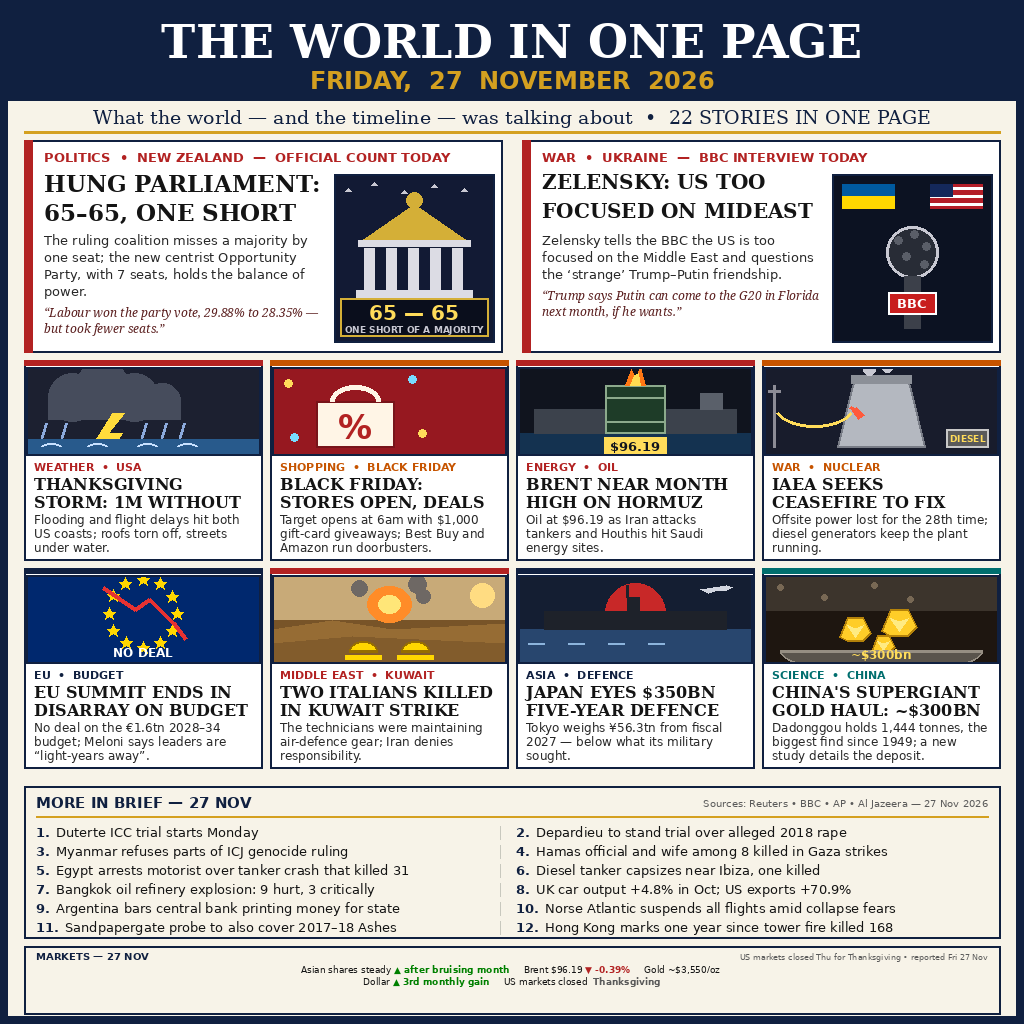 THE WORLD IN ONE PAGE
FRIDAY, 27 NOVEMBER 2026
What the world — and the timeline — was talking about • 22 STORIES IN ONE PAGE
POLITICS • NEW ZEALAND — OFFICIAL COUNT TODAY
HUNG PARLIAMENT:
65–65, ONE SHORT
The ruling coalition misses a majority by
one seat; the new centrist Opportunity
Party, with 7 seats, holds the balance of
power.
“Labour won the party vote, 29.88% to 28.35% —
but took fewer seats.”
65 — 65
ONE SHORT OF A MAJORITY
WAR • UKRAINE — BBC INTERVIEW TODAY
ZELENSKY: US TOO
FOCUSED ON MIDEAST
Zelensky tells the BBC the US is too
focused on the Middle East and questions
the ‘strange’ Trump–Putin friendship.
“Trump says Putin can come to the G20 in Florida
next month, if he wants.”
BBC
WEATHER • USA
THANKSGIVING
STORM: 1M WITHOUT
Flooding and flight delays hit both
US coasts; roofs torn off, streets
under water.
%
SHOPPING • BLACK FRIDAY
BLACK FRIDAY:
STORES OPEN, DEALS
Target opens at 6am with $1,000
gift-card giveaways; Best Buy and
Amazon run doorbusters.
$96.19
ENERGY • OIL
BRENT NEAR MONTH
HIGH ON HORMUZ
Oil at $96.19 as Iran attacks
tankers and Houthis hit Saudi
energy sites.
DIESEL
WAR • NUCLEAR
IAEA SEEKS
CEASEFIRE TO FIX
Offsite power lost for the 28th time;
diesel generators keep the plant
running.
NO DEAL
EU • BUDGET
EU SUMMIT ENDS IN
DISARRAY ON BUDGET
No deal on the €1.6tn 2028–34
budget; Meloni says leaders are
“light-years away”.
MIDDLE EAST • KUWAIT
TWO ITALIANS KILLED
IN KUWAIT STRIKE
The technicians were maintaining
air-defence gear; Iran denies
responsibility.
ASIA • DEFENCE
JAPAN EYES $350BN
FIVE-YEAR DEFENCE
Tokyo weighs ¥56.3tn from fiscal
2027 — below what its military
sought.
~$300bn
SCIENCE • CHINA
CHINA'S SUPERGIANT
GOLD HAUL: ~$300BN
Dadonggou holds 1,444 tonnes, the
biggest find since 1949; a new
study details the deposit.
MORE IN BRIEF — 27 NOV
Sources: Reuters • BBC • AP • Al Jazeera — 27 Nov 2026
1. Duterte ICC trial starts Monday
2. Depardieu to stand trial over alleged 2018 rape
3. Myanmar refuses parts of ICJ genocide ruling
4. Hamas official and wife among 8 killed in Gaza strikes
5. Egypt arrests motorist over tanker crash that killed 31
6. Diesel tanker capsizes near Ibiza, one killed
7. Bangkok oil refinery explosion: 9 hurt, 3 critically
8. UK car output +4.8% in Oct; US exports +70.9%
9. Argentina bars central bank printing money for state
10. Norse Atlantic suspends all flights amid collapse fears
11. Sandpapergate probe to also cover 2017–18 Ashes
12. Hong Kong marks one year since tower fire killed 168
MARKETS — 27 NOV
US markets closed Thu for Thanksgiving • reported Fri 27 Nov
Asian shares steady ▲ after bruising month Brent $96.19 ▼ -0.39% Gold ~$3,550/oz
Dollar ▲ 3rd monthly gain US markets closed Thanksgiving